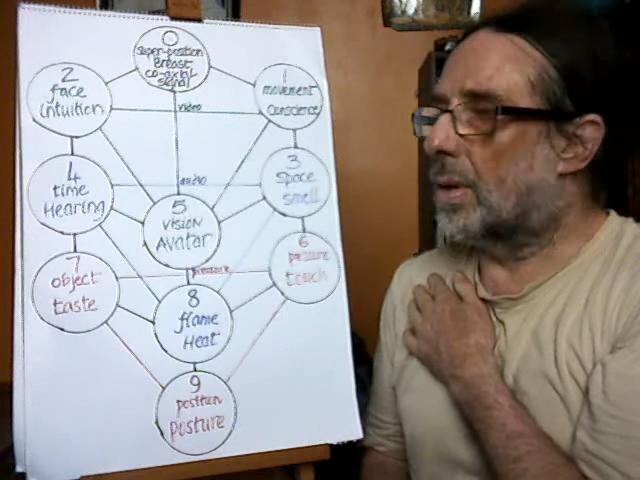 0
super-position
Breast
co-axial
signal
2
face
intuition
1
movement
conscience
video
4
time
Hearing
audio
3
space
smell
5
vision
Avatar
7
object
taste
6
pressure
touch
pressure
8
flame
Heat
9
position
posture